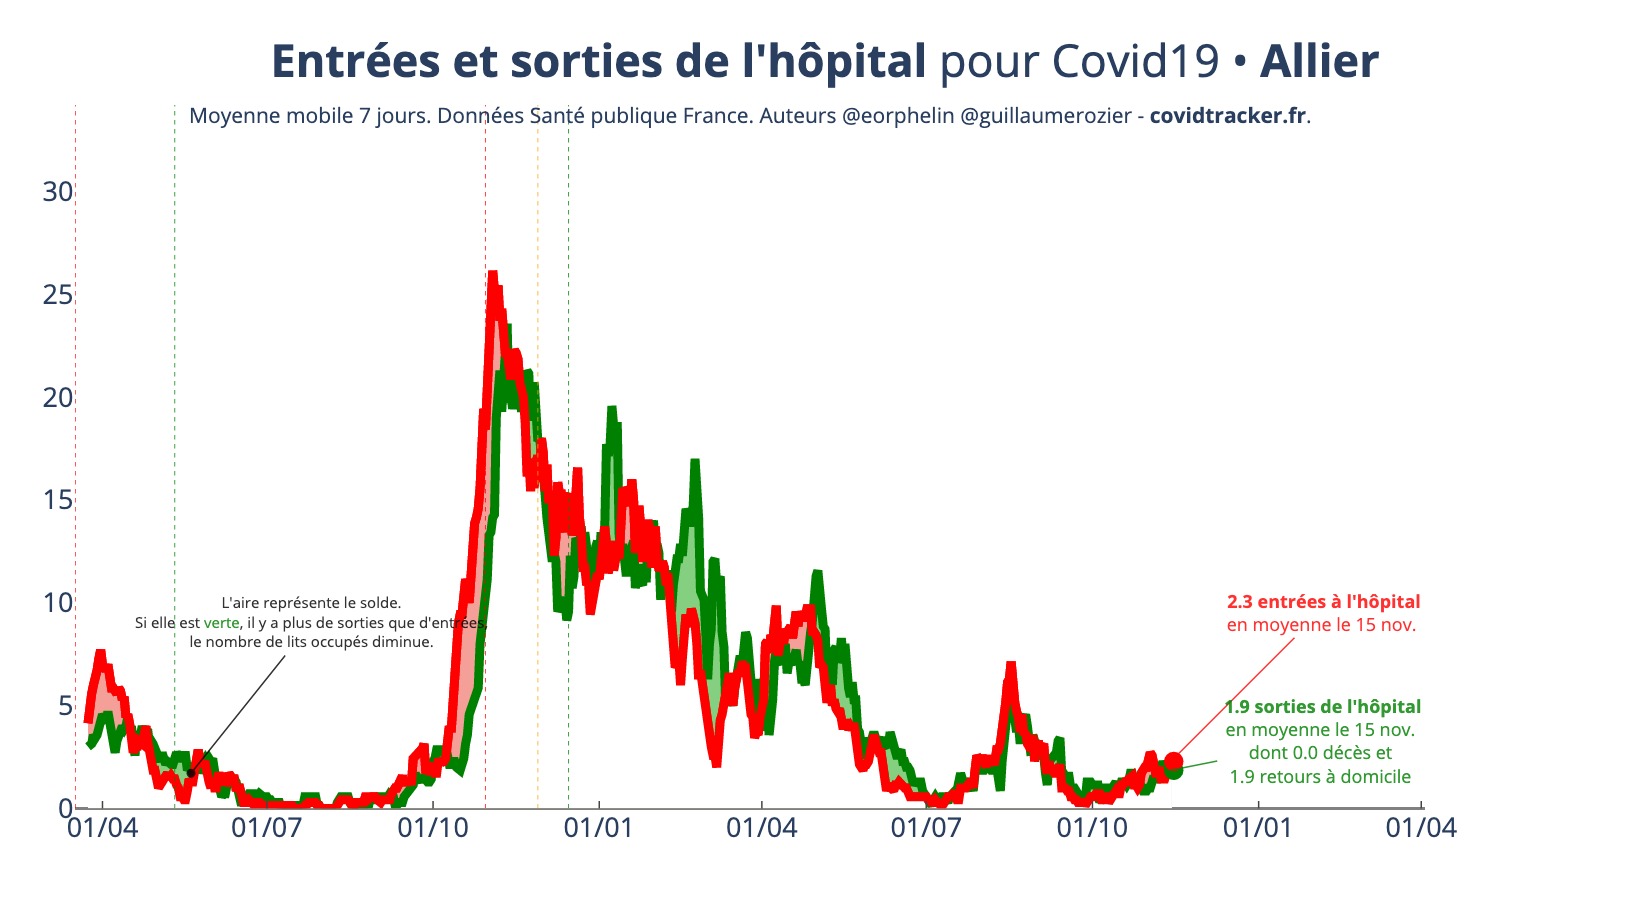 Entrées et sorties de l'hôpital pour Covid19 • Allier
Moyenne mobile 7 jours. Données Santé publique France. Auteurs @eorphelin @guillaumerozier - covidtracker.fr.
30
25
20
15
10
5
0
L'aire représente le solde.
Si elle est verte, il y a plus de sorties que d'entrées,
le nombre de lits occupés diminue.
2.3 entrées à l'hôpital
en moyenne le 15 nov.
1.9 sorties de l'hôpital
en moyenne le 15 nov.
dont 0.0 décès et
1.9 retours à domicile
01/04 01/07 01/10 01/01 01/04 01/07 01/10 01/01 01/04